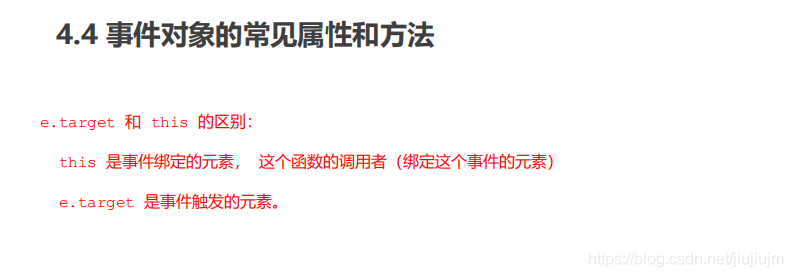 4.4 事件对象的常见属性和方法
e.target 和 this 的区别：
this 是事件绑定的元素， 这个函数的调用者（绑定这个事件的元素）
e.target 是事件触发的元素。
https://blog.csdn.net/jiujiujm